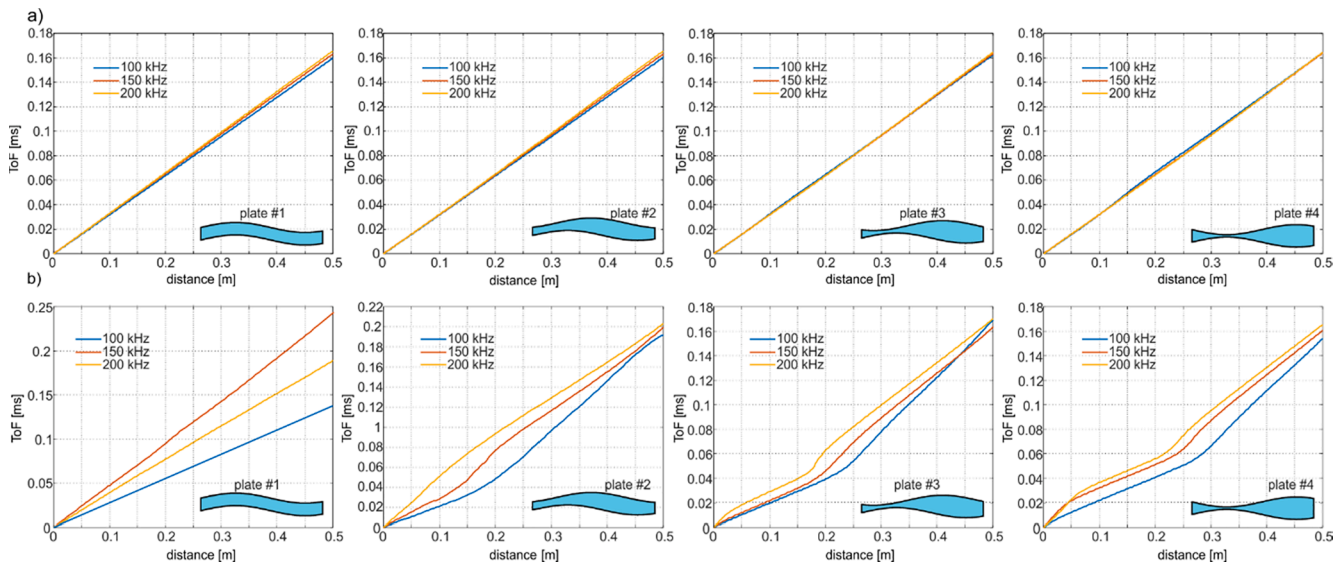 a)
0.18
0.16
0.14
0.12
0.1
0.08
0.06
0.04
0.02
0
ToF [ms]
100 kHz
150 kHz
200 kHz
plate #1
0 0.1 0.2 0.3 0.4 0.5
distance [m]
0.18
0.16
0.14
0.12
0.1
0.08
0.06
0.04
0.02
0
ToF [ms]
100 kHz
150 kHz
200 kHz
plate #2
0 0.1 0.2 0.3 0.4 0.5
distance [m]
0.18
0.16
0.14
0.12
0.1
0.08
0.06
0.04
0.02
0
ToF [ms]
100 kHz
150 kHz
200 kHz
plate #3
0 0.1 0.2 0.3 0.4 0.5
distance [m]
0.18
0.16
0.14
0.12
0.1
0.08
0.06
0.04
0.02
0
ToF [ms]
100 kHz
150 kHz
200 kHz
plate #4
0 0.1 0.2 0.3 0.4 0.5
distance [m]
b)
0.25
0.2
0.15
0.1
0.05
0
ToF [ms]
100 kHz
150 kHz
200 kHz
plate #1
0 0.1 0.2 0.3 0.4 0.5
distance [m]
0.22
0.2
0.18
0.16
0.14
0.12
0.1
0.08
0.06
0.04
0.02
0
ToF [ms]
100 kHz
150 kHz
200 kHz
plate #2
0 0.1 0.2 0.3 0.4 0.5
distance [m]
0.18
0.16
0.14
0.12
0.1
0.08
0.06
0.04
0.02
0
ToF [ms]
100 kHz
150 kHz
200 kHz
plate #3
0 0.1 0.2 0.3 0.4 0.5
distance [m]
0.18
0.16
0.14
0.12
0.1
0.08
0.06
0.04
0.02
0
ToF [ms]
100 kHz
150 kHz
200 kHz
plate #4
0 0.1 0.2 0.3 0.4 0.5
distance [m]